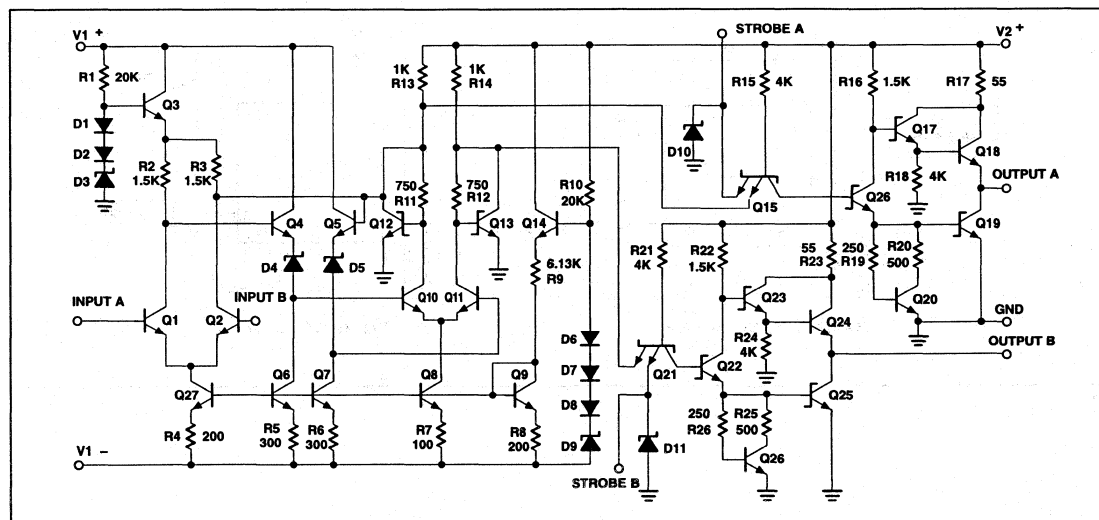 V1 +
R1 20K
Q3
D1
D2
D3
R2
1.5K
R3
1.5K
Q4
Q5
D4
D5
INPUT A
INPUT B
Q1
Q2
Q27
R4 200
Q6
R5
300
Q7
R6
300
V1 –
1K
R13
1K
R14
750
R11
750
R12
Q12
Q13
Q14
R10
20K
6.13K
R9
Q10
Q11
Q8
R7
100
Q9
R8
200
D6
D7
D8
D9
STROBE A
R15 4K
D10
Q15
R16 1.5K
R17
55
V2 +
Q17
Q18
R18 4K
OUTPUT A
Q26
Q19
250
R19
R20
500
Q20
GND
R21
4K
R22
1.5K
55
R23
Q23
Q24
R24
4K
OUTPUT B
Q21
Q22
Q25
250
R26
R25
500
Q26
D11
STROBE B